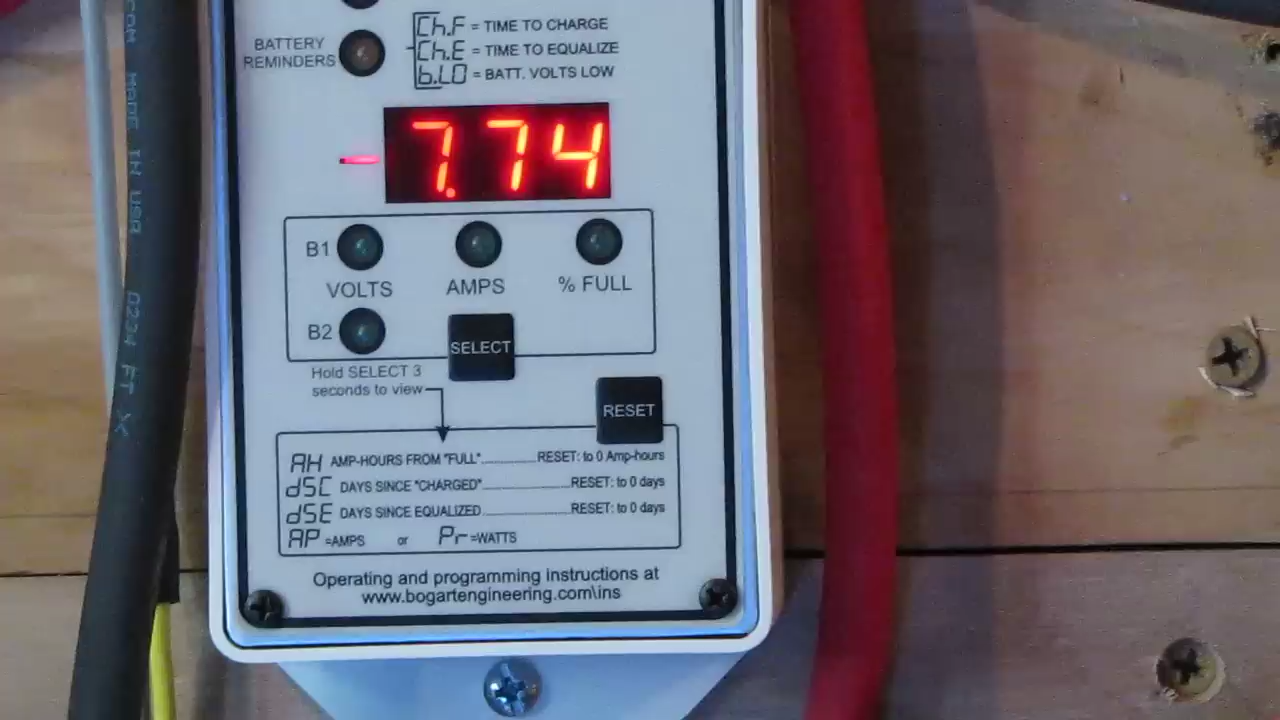 Ch.F = TIME TO CHARGE
BATTERY REMINDERS
Ch.E = TIME TO EQUALIZE
b.LO = BATT. VOLTS LOW
-7.74
B1
VOLTS AMPS % FULL
B2
SELECT
Hold SELECT 3
seconds to view
RESET
AH AMP-HOURS FROM "FULL"..............RESET: to 0 Amp-hours
dSC DAYS SINCE "CHARGED"......................RESET: to 0 days
dSE DAYS SINCE EQUALIZED.......................RESET: to 0 days
AP =AMPS or Pr =WATTS
Operating and programming instructions at
www.bogartengineering.com\ins
COM MADE IN USA 0234 FT X